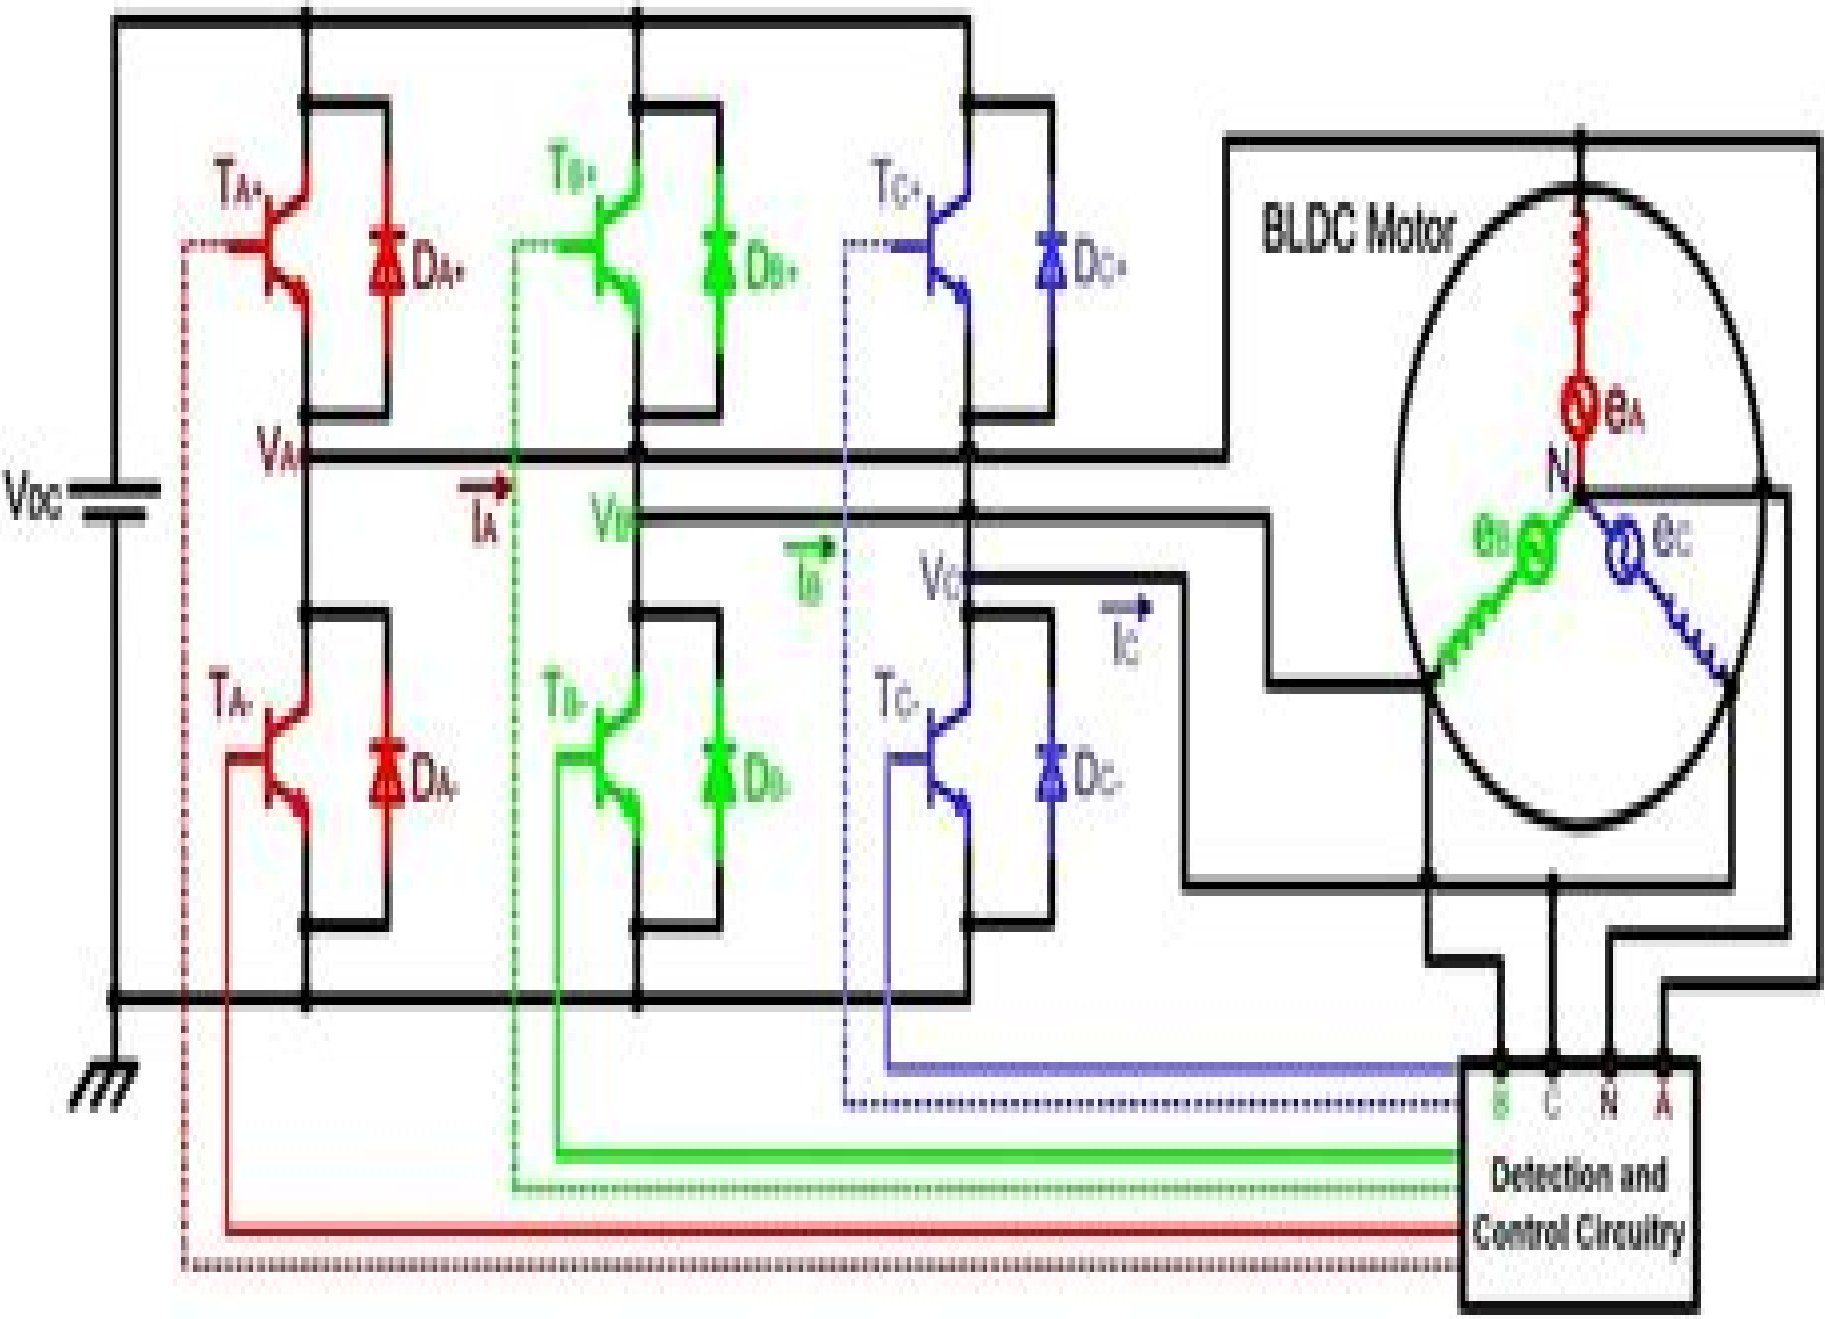 TA+
DA+
TB+
DB+
TC+
DC+
BLDC Motor
eA
N
eB
eC
VA
IA
VDC
VB
IB
VC
IC
TA-
DA-
TB-
DB-
TC-
DC-
B C N A
Detection and
Control Circuitry